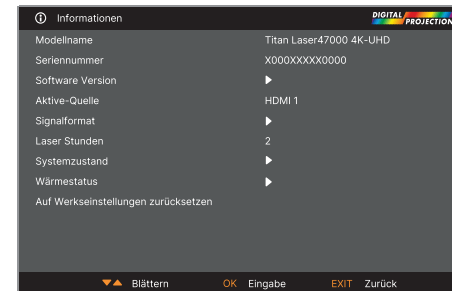 Informationen
DIGITAL PROJECTION
Modellname Titan Laser47000 4K-UHD
Seriennummer X000XXXXX0000
Software Version
Aktive-Quelle HDMI 1
Signalformat
Laser Stunden 2
Systemzustand
Wärmestatus
Auf Werkseinstellungen zurücksetzen
Blättern OK Eingabe EXIT Zurück